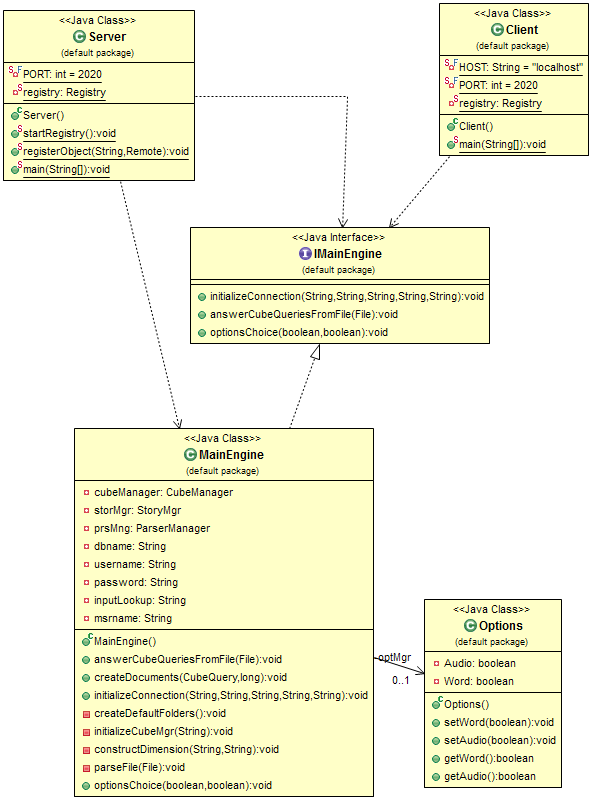 <<Java Class>>
Server
(default package)
PORT: int = 2020
registry: Registry
Server()
startRegistry():void
registerObject(String,Remote):void
main(String[]):void
<<Java Class>>
Client
(default package)
HOST: String = "localhost"
PORT: int = 2020
registry: Registry
Client()
main(String[]):void
<<Java Interface>>
IMainEngine
(default package)
initializeConnection(String,String,String,String,String):void
answerCubeQueriesFromFile(File):void
optionsChoice(boolean,boolean):void
<<Java Class>>
MainEngine
(default package)
cubeManager: CubeManager
storMgr: StoryMgr
prsMng: ParserManager
dbname: String
username: String
password: String
inputLookup: String
msrname: String
MainEngine()
answerCubeQueriesFromFile(File):void
createDocuments(CubeQuery,long):void
initializeConnection(String,String,String,String,String):void
createDefaultFolders():void
initializeCubeMgr(String):void
constructDimension(String,String):void
parseFile(File):void
optionsChoice(boolean,boolean):void
-optMgr
0..1
<<Java Class>>
Options
(default package)
Audio: boolean
Word: boolean
Options()
setWord(boolean):void
setAudio(boolean):void
getWord():boolean
getAudio():boolean